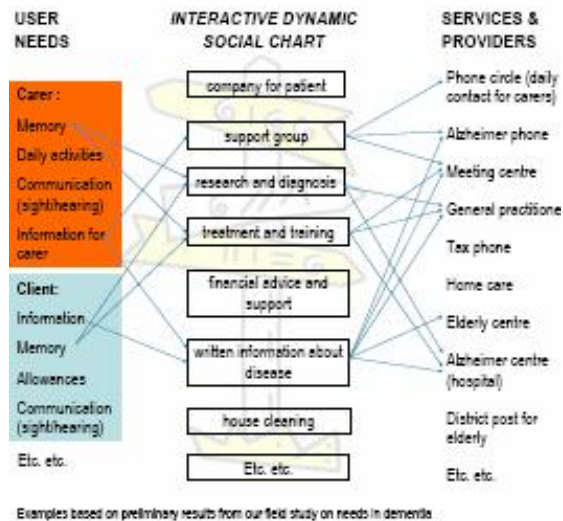 USER
NEEDS
INTERACTIVE DYNAMIC
SOCIAL CHART
SERVICES &
PROVIDERS
Carer :
Memory
Daily activities
Communication
(sight/hearing)
Information for
carer
Client:
Information
Memory
Allowances
Communication
(sight/hearing)
Etc. etc.
company for patient
support group
research and diagnosis
treatment and training
financial advice and
support
written information about
disease
house cleaning
Etc. etc.
Phone circle (daily
contact for carers)
Alzheimer phone
Meeting centre
General practitione
Tax phone
Home care
Elderly centre
Alzheimer centre
(hospital)
District post for
elderly
Etc. etc.
Examples based on preliminary results from our field study on needs in dementia